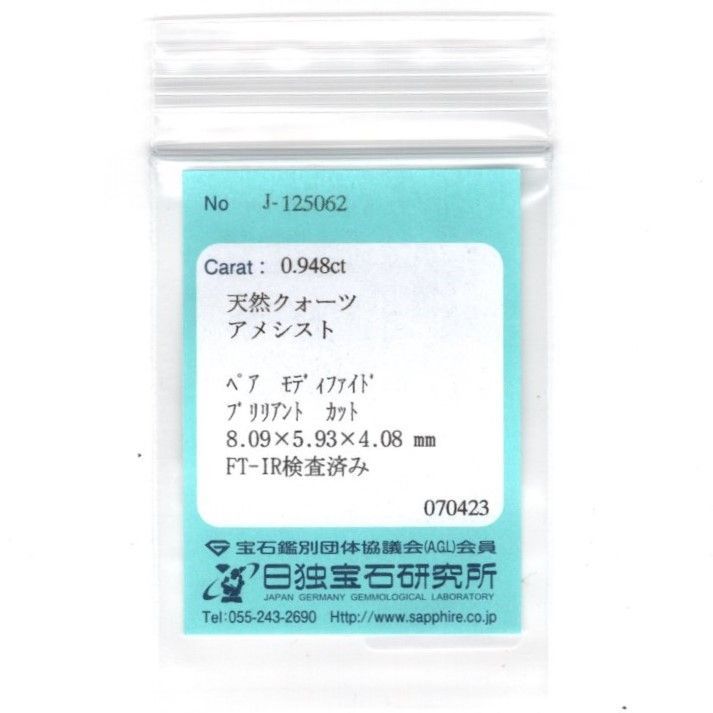 No J-125062
Carat : 0.948ct
天然クォーツ
アメシスト
ﾍﾟｱ ﾓﾃﾞｨﾌｧｲﾄﾞ
ﾌﾞﾘﾘｱﾝﾄ ｶｯﾄ
8.09×5.93×4.08 mm
FT-IR検査済み
070423
宝石鑑別団体協議会(AGL)会員
日独宝石研究所
JAPAN GERMANY GEMMOLOGICAL LABORATORY
Tel:055-243-2690 Http://www.sapphire.co.jp